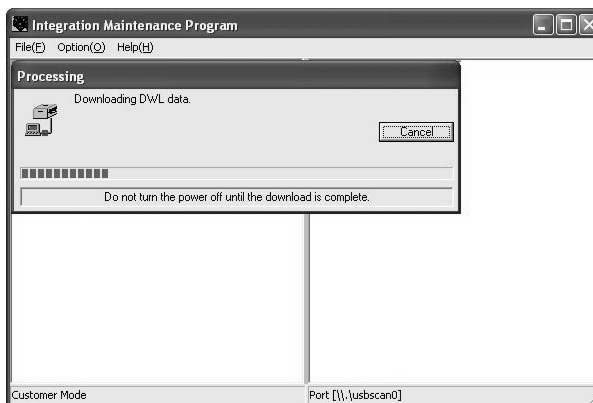 Integration Maintenance Program
File(F) Option(O) Help(H)
Processing
Downloading DWL data.
Cancel
Do not turn the power off until the download is complete.
Customer Mode
Port [\\.\usbscan0]